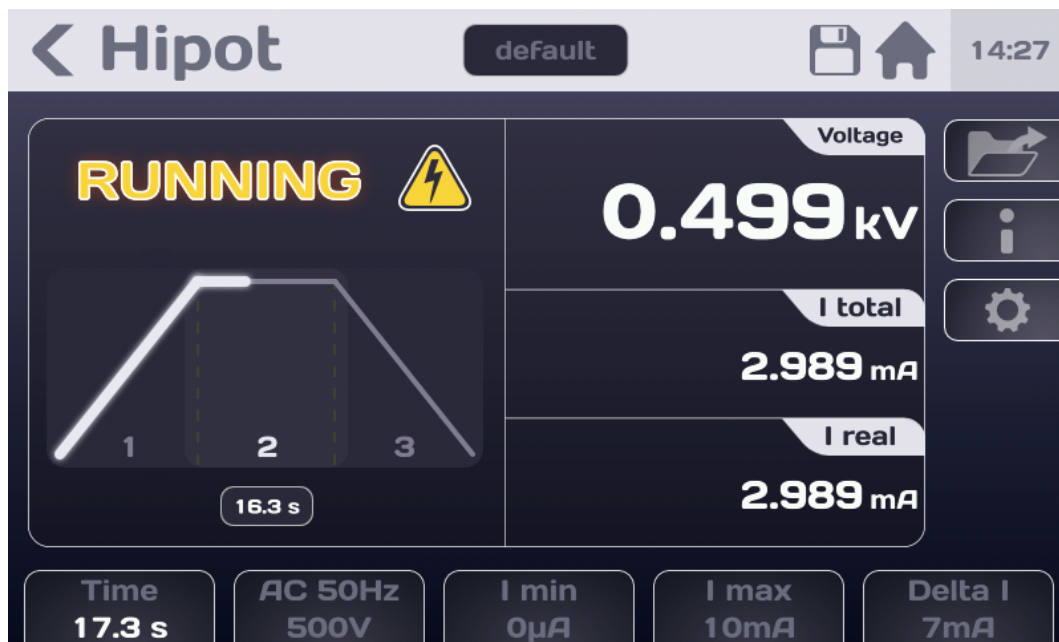 Hipot
default
14:27
RUNNING
Voltage
0.499 kV
I total
2.989 mA
I real
2.989 mA
1
2
3
16.3 s
Time
17.3 s
AC 50Hz
500V
I min
0µA
I max
10mA
Delta I
7mA